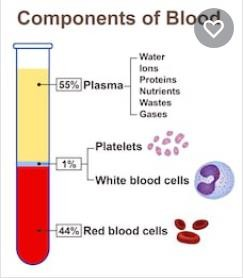 Components of Blood
55% Plasma
Water
Ions
Proteins
Nutrients
Wastes
Gases
1%
Platelets
White blood cells
44% Red blood cells